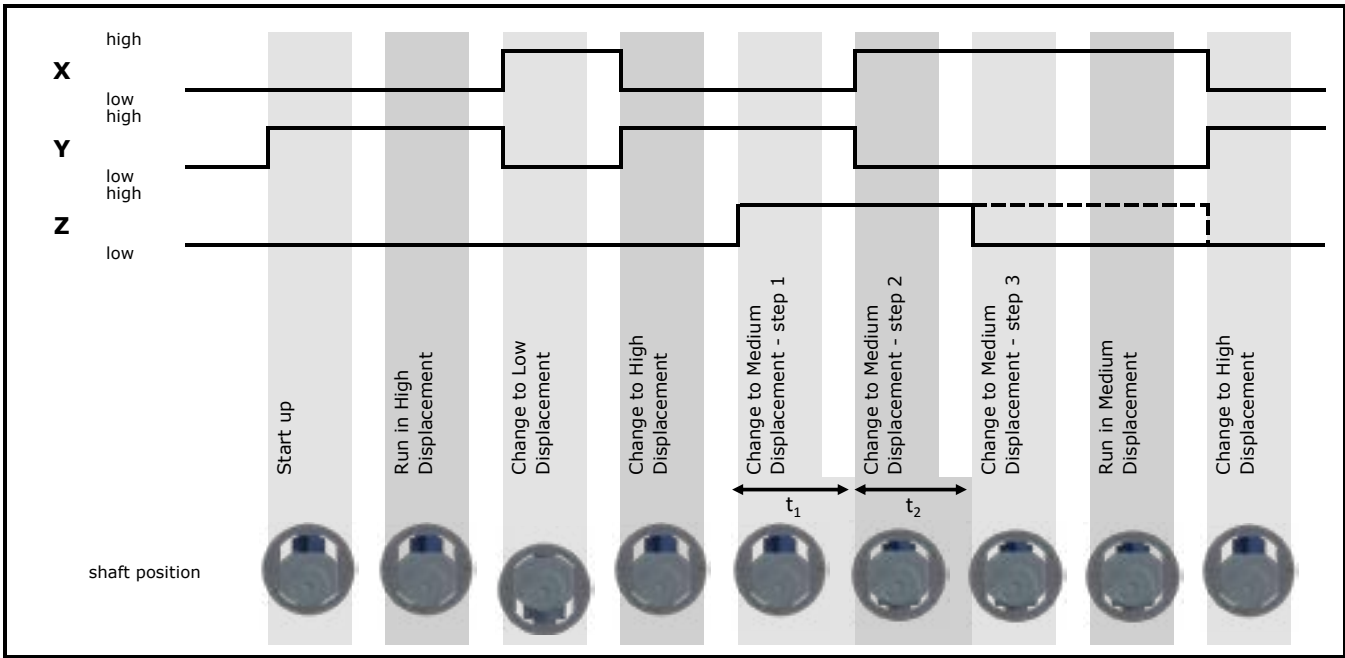 high
X
low
high
Y
low
high
Z
low
Start up
Run in High
Displacement
Change to Low
Displacement
Change to High
Displacement
Change to Medium
Displacement - step 1
Change to Medium
Displacement - step 2
Change to Medium
Displacement - step 3
Run in Medium
Displacement
Change to High
Displacement
t₁
t₂
shaft position